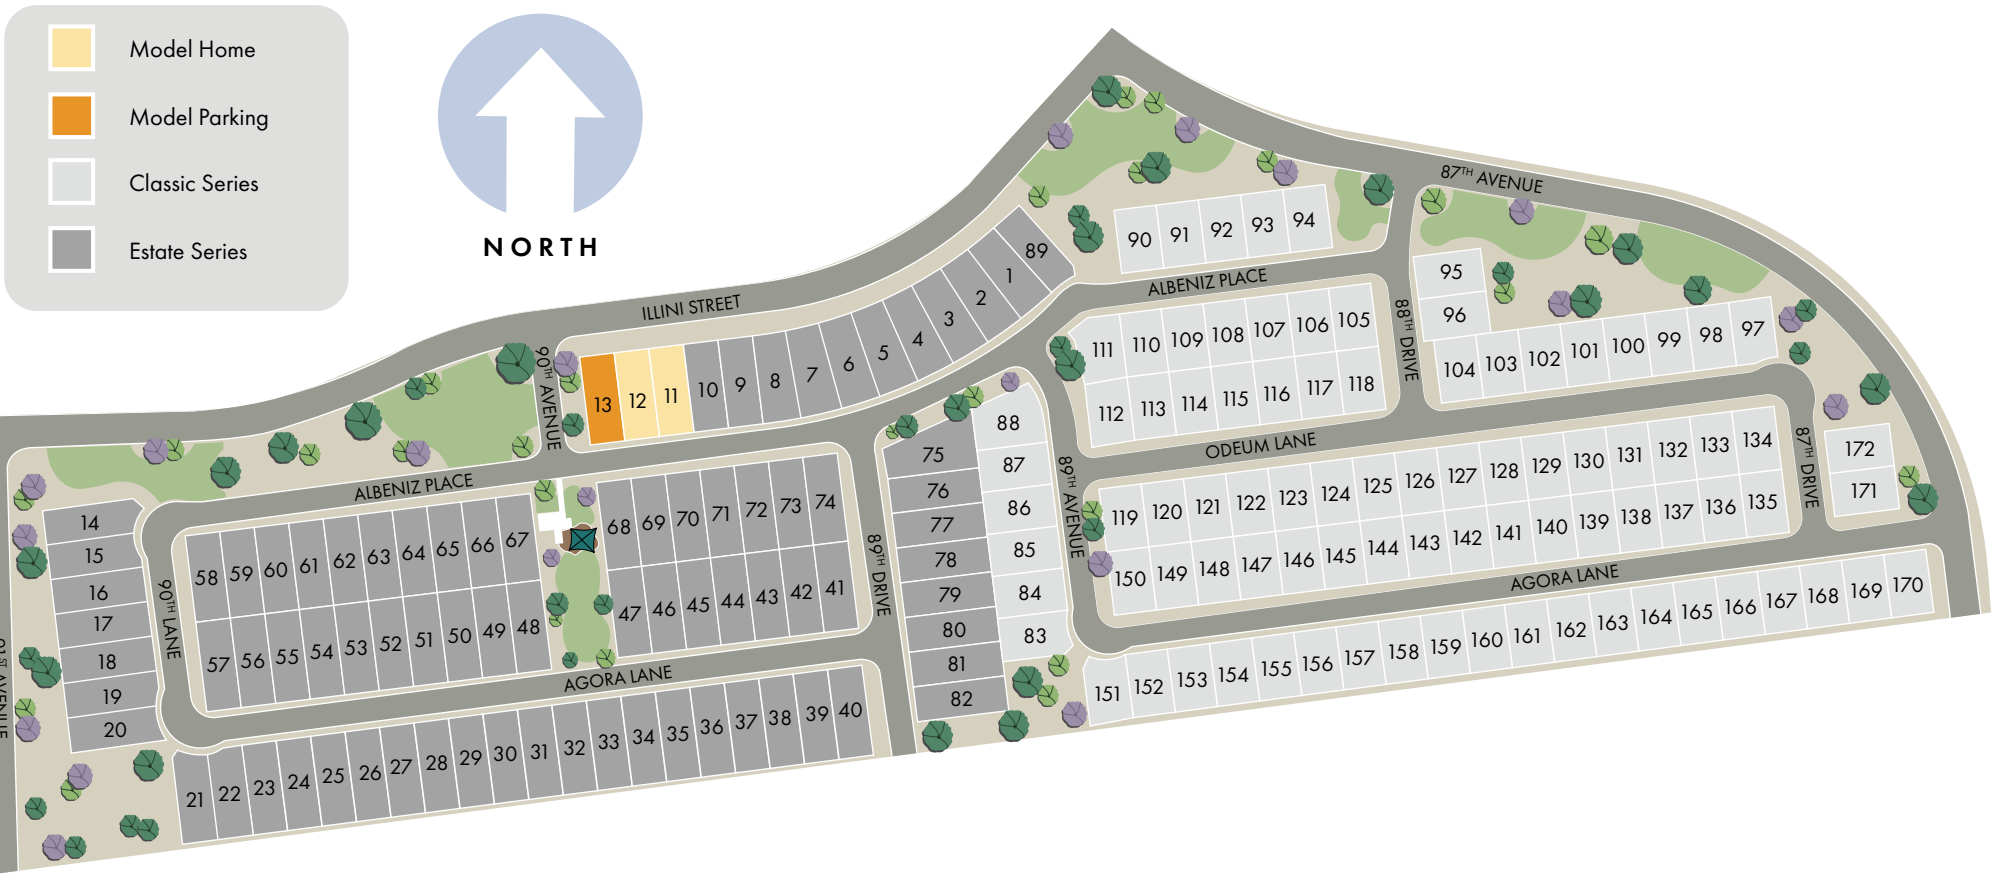 Model Home
Model Parking
Classic Series
Estate Series
NORTH
87TH AVENUE
ILLINI STREET
ALBENIZ PLACE
88TH DRIVE
90TH AVENUE
89 1 2 3 4 5 6 7 8 9 10 11 12 13
90 91 92 93 94
95
96
104 103 102 101 100 99 98 97
111 110 109 108 107 106 105
112 113 114 115 116 117 118
ODEUM LANE
87TH DRIVE
172
171
119 120 121 122 123 124 125 126 127 128 129 130 131 132 133 134
150 149 148 147 146 145 144 143 142 141 140 139 138 137 136 135
AGORA LANE
151 152 153 154 155 156 157 158 159 160 161 162 163 164 165 166 167 168 169 170
89TH AVENUE
88
87
86
85
84
83
75
76
77
78
79
80
81
82
89TH DRIVE
ALBENIZ PLACE
14
15
16
17
18
19
20
90TH LANE
91ST AVENUE
58 59 60 61 62 63 64 65 66 67
57 56 55 54 53 52 51 50 49 48
68 69 70 71 72 73 74
47 46 45 44 43 42 41
AGORA LANE
21 22 23 24 25 26 27 28 29 30 31 32 33 34 35 36 37 38 39 40